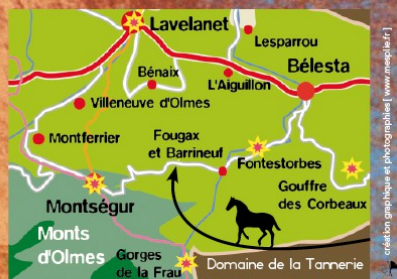 Lavelanet
Lesparrou
Bénaix
Bélesta
L'Aiguillon
Villeneuve d'Olmes
Montferrier
Fougax
et Barrineuf
Fontestorbes
Montségur
Gouffre
des Corbeaux
Monts
d'Olmes
Gorges
de la Frau
Domaine de la Tannerie
création graphique et photographies [ www.mesplie.fr ]